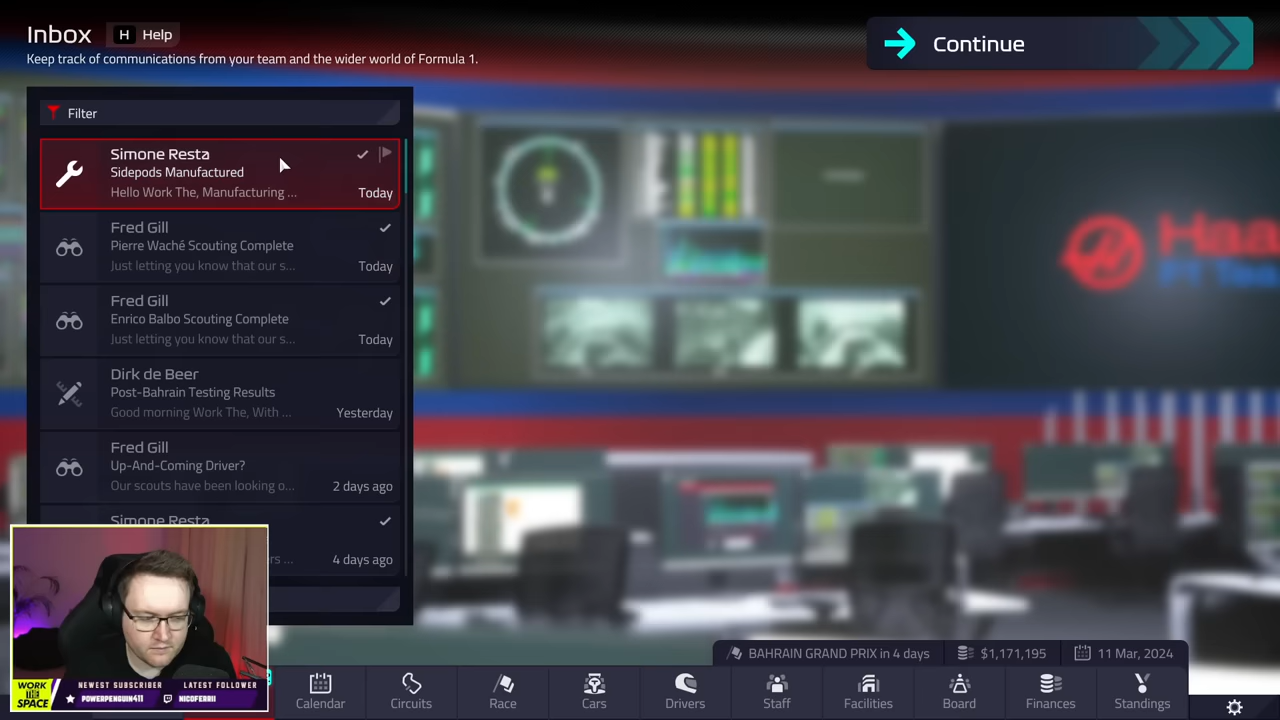 Inbox
H Help
Keep track of communications from your team and the wider world of Formula 1.
Continue
Filter
Simone Resta
Sidepods Manufactured
Hello Work The, Manufacturing ...
Today
Fred Gill
Pierre Waché Scouting Complete
Just letting you know that our s...
Today
Fred Gill
Enrico Balbo Scouting Complete
Just letting you know that our s...
Today
Dirk de Beer
Post-Bahrain Testing Results
Good morning Work The, With ...
Yesterday
Fred Gill
Up-And-Coming Driver?
Our scouts have been looking o...
2 days ago
Simone Resta
4 days ago
Haa
F1 Tea
BAHRAIN GRAND PRIX in 4 days
$1,171,195
11 Mar, 2024
Calendar
Circuits
Race
Cars
Drivers
Staff
Facilities
Board
Finances
Standings
WORK THE SPACE
NEWEST SUBSCRIBER
LATEST FOLLOWER
POWERPENGUIN411
NICOFERRII